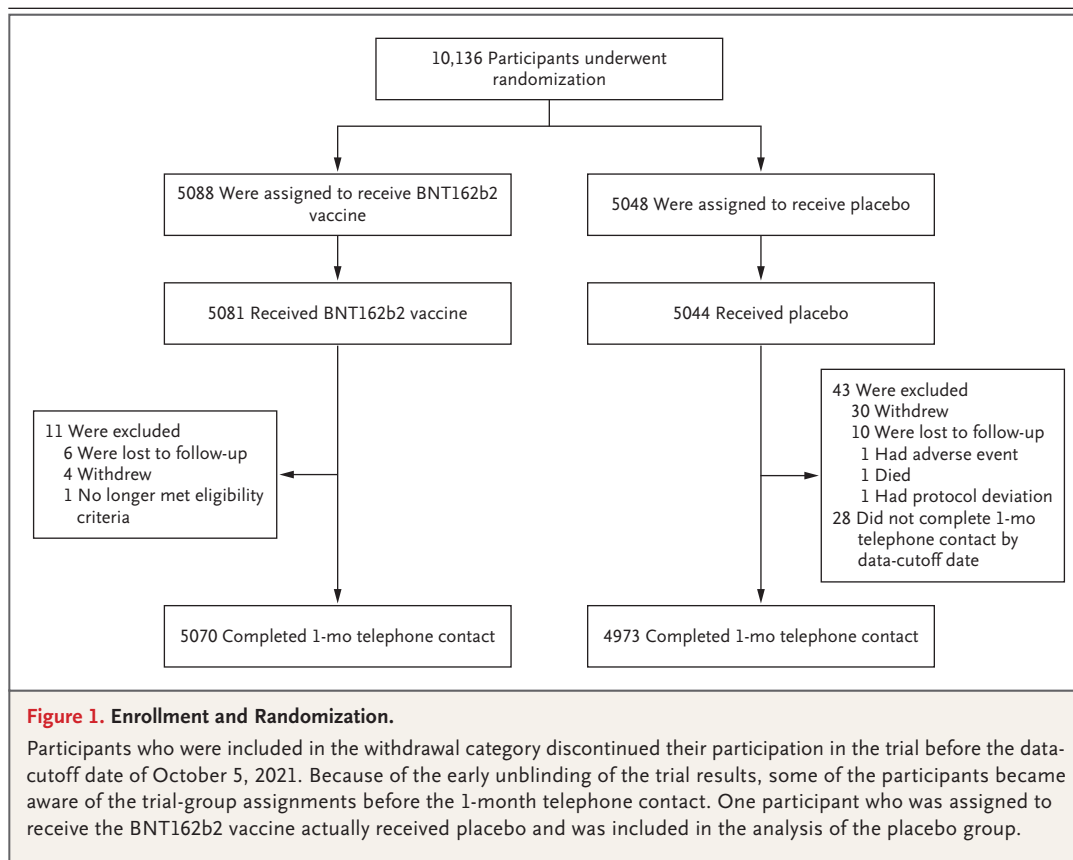 10,136 Participants underwent
randomization
5088 Were assigned to receive BNT162b2
vaccine
5048 Were assigned to receive placebo
5081 Received BNT162b2 vaccine
5044 Received placebo
11 Were excluded
6 Were lost to follow-up
4 Withdrew
1 No longer met eligibility
criteria
43 Were excluded
30 Withdrew
10 Were lost to follow-up
1 Had adverse event
1 Died
1 Had protocol deviation
28 Did not complete 1-mo
telephone contact by
data-cutoff date
5070 Completed 1-mo telephone contact
4973 Completed 1-mo telephone contact
Figure 1. Enrollment and Randomization.
Participants who were included in the withdrawal category discontinued their participation in the trial before the data-
cutoff date of October 5, 2021. Because of the early unblinding of the trial results, some of the participants became
aware of the trial-group assignments before the 1-month telephone contact. One participant who was assigned to
receive the BNT162b2 vaccine actually received placebo and was included in the analysis of the placebo group.